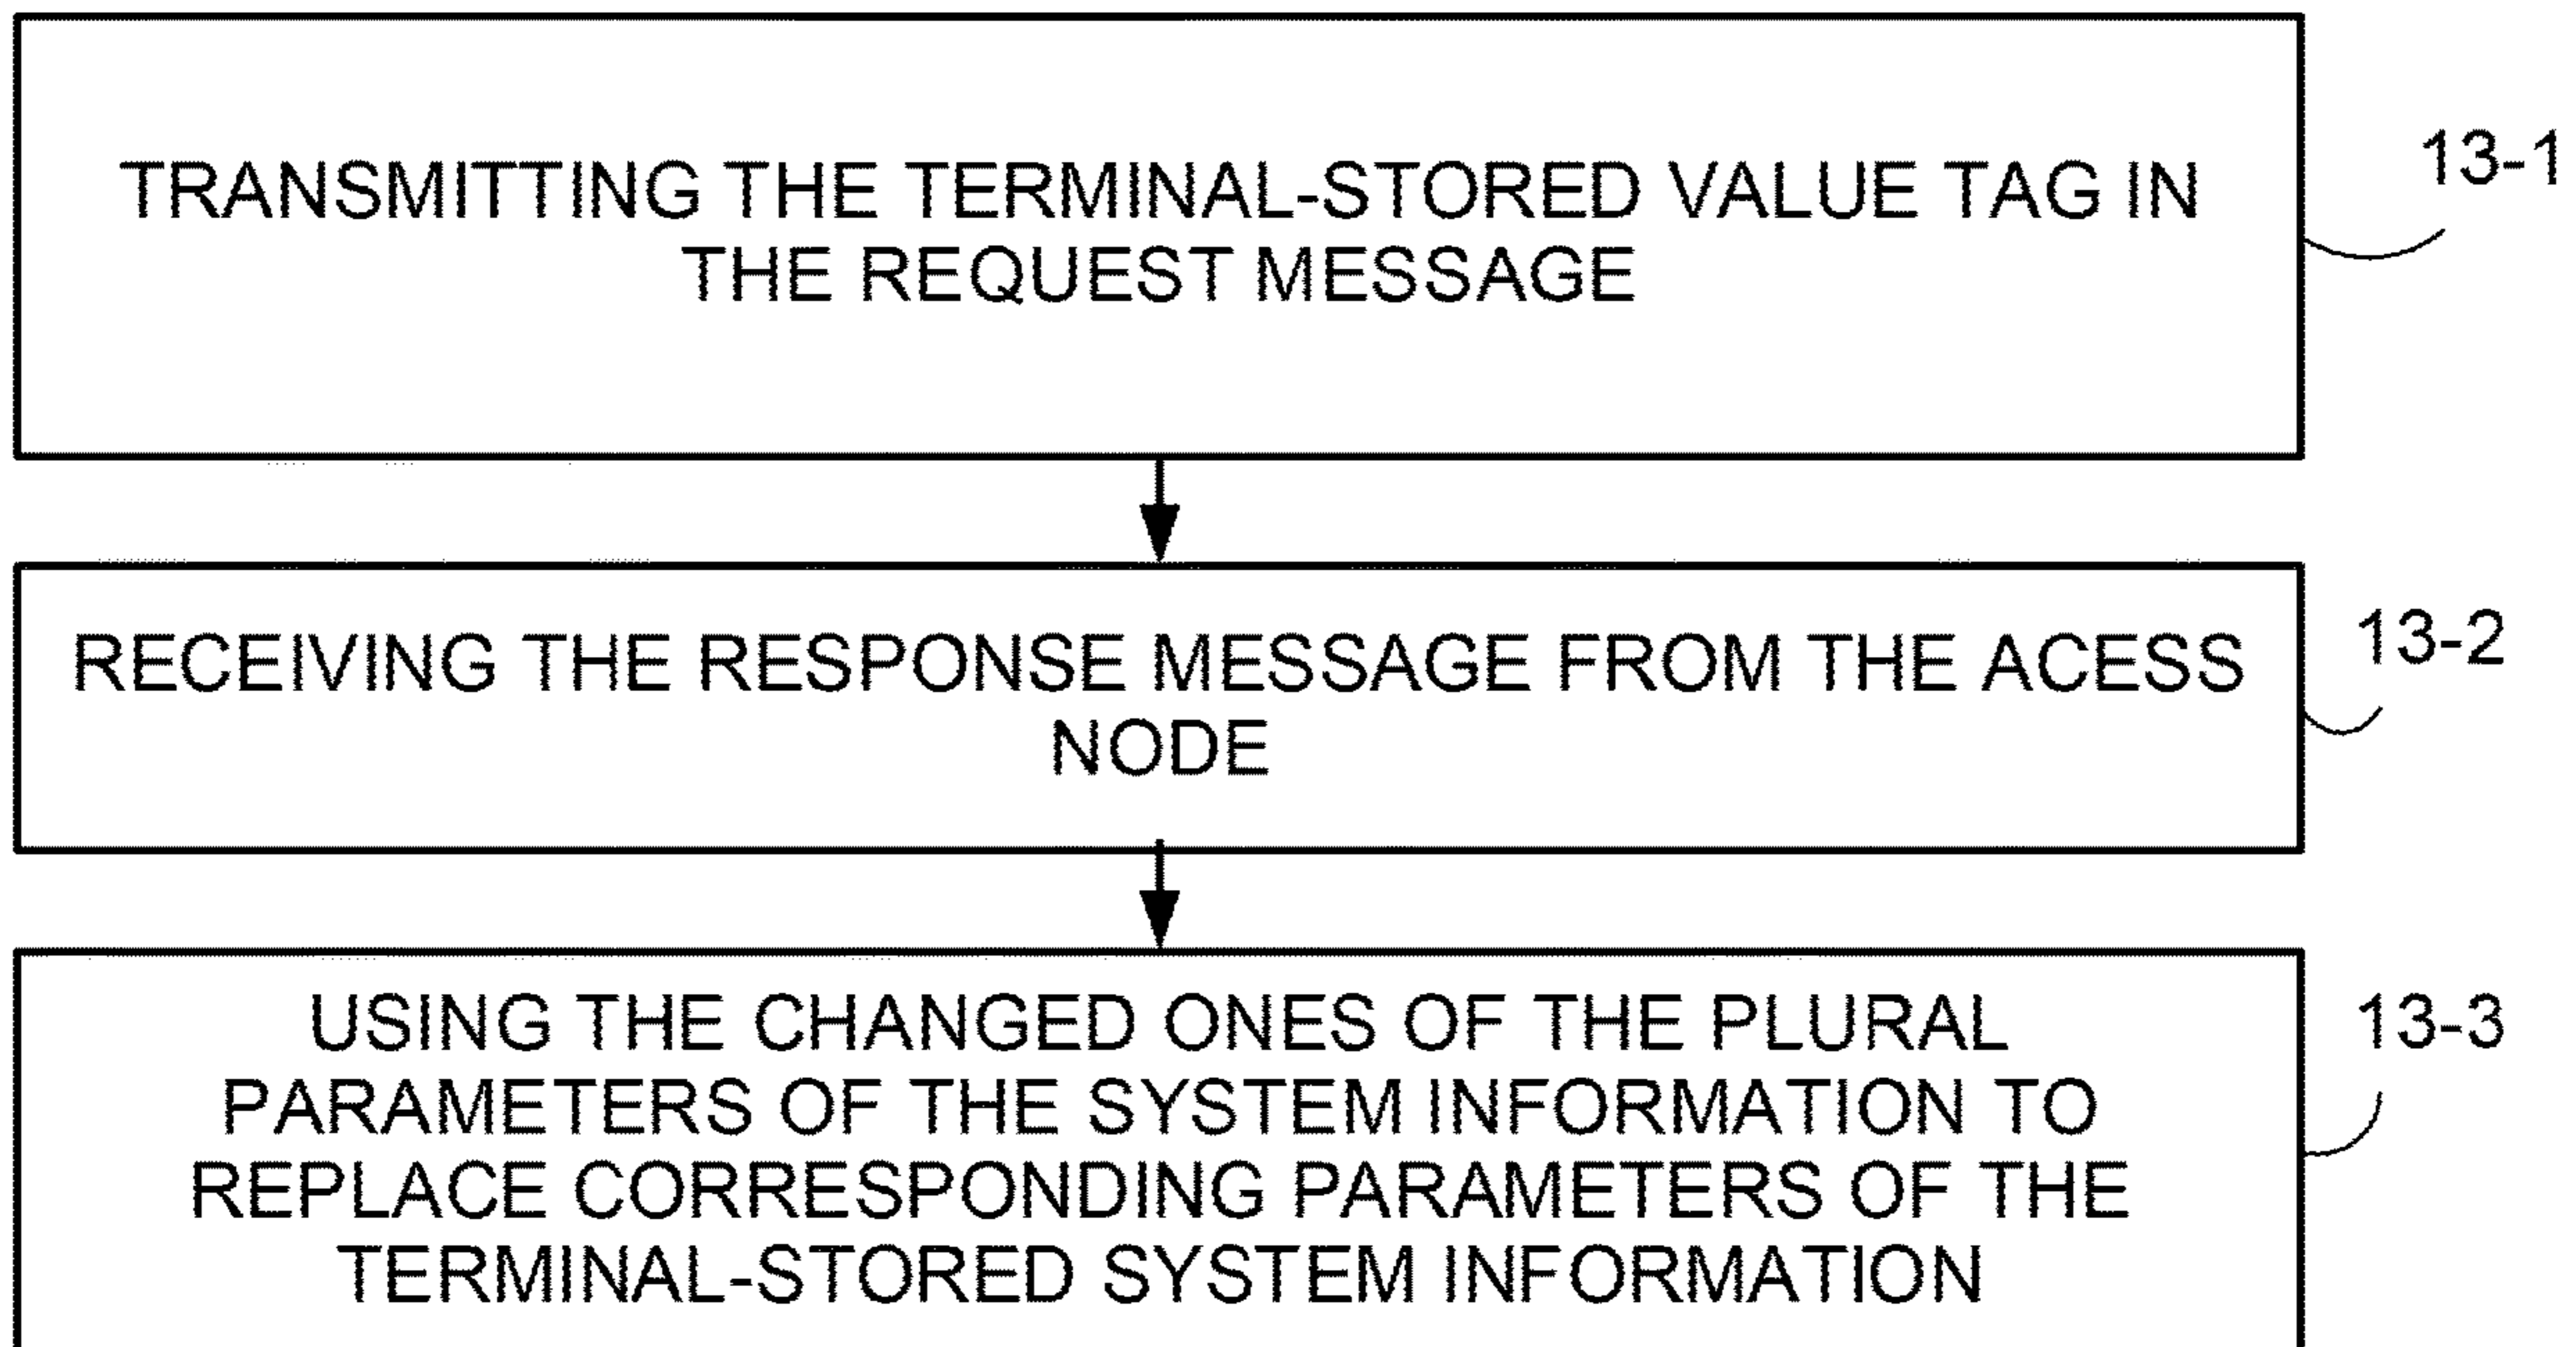 TRANSMITTING THE TERMINAL-STORED VALUE TAG IN
THE REQUEST MESSAGE
13-1
RECEIVING THE RESPONSE MESSAGE FROM THE ACESS
NODE
13-2
USING THE CHANGED ONES OF THE PLURAL
PARAMETERS OF THE SYSTEM INFORMATION TO
REPLACE CORRESPONDING PARAMETERS OF THE
TERMINAL-STORED SYSTEM INFORMATION
13-3